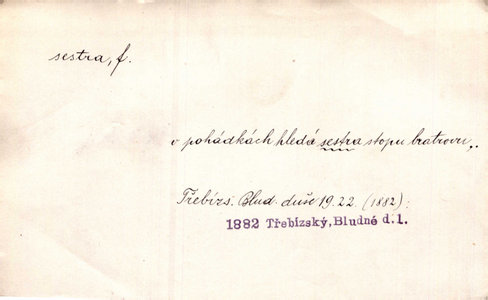 sestra, f.
v pohádkách hledá sestra stopu bratrovu..
Třebízs. Blud. duše 19.22. (1882):
1882 Třebízský, Bludné d.1.